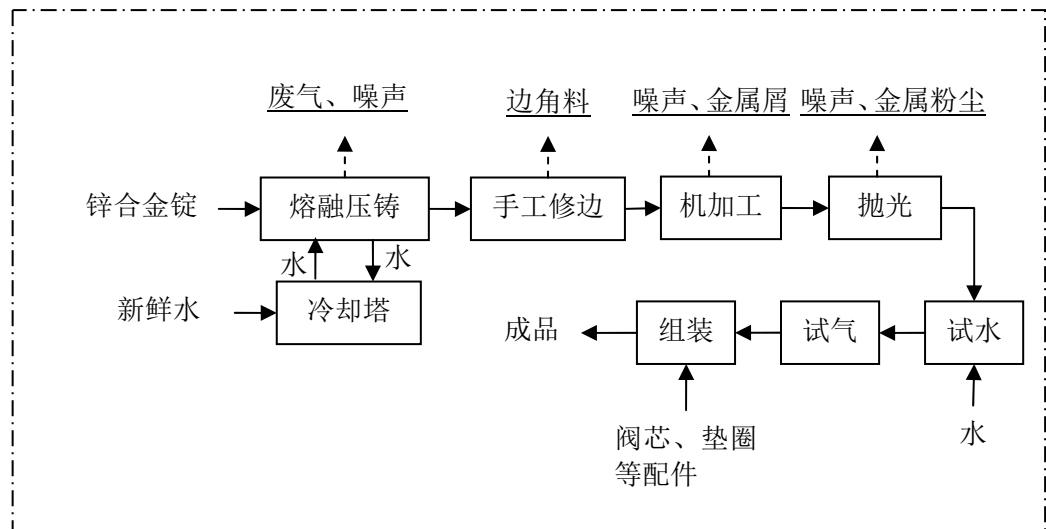 废气、噪声
边角料
噪声、金属屑
噪声、金属粉尘
锌合金锭
熔融压铸
手工修边
机加工
抛光
水
水
新鲜水
冷却塔
成品
组装
试气
试水
阀芯、垫圈
等配件
水